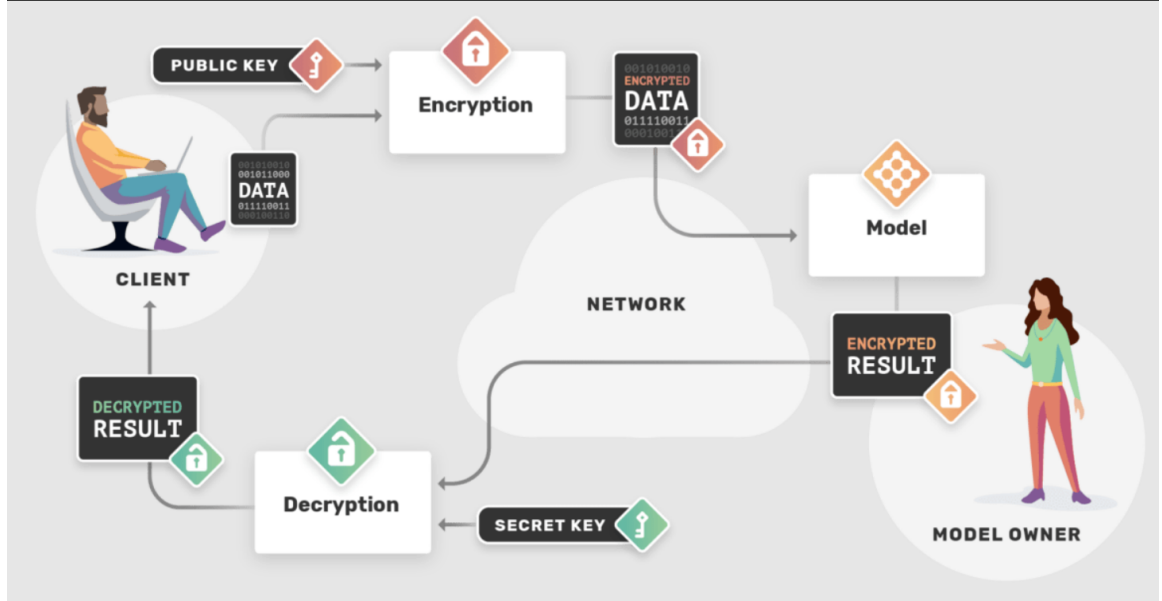 PUBLIC KEY
Encryption
001010010
ENCRYPTED
DATA
011110011
001010010
001011000
DATA
011110011
000100110
CLIENT
Model
NETWORK
ENCRYPTED
RESULT
DECRYPTED
RESULT
Decryption
SECRET KEY
MODEL OWNER